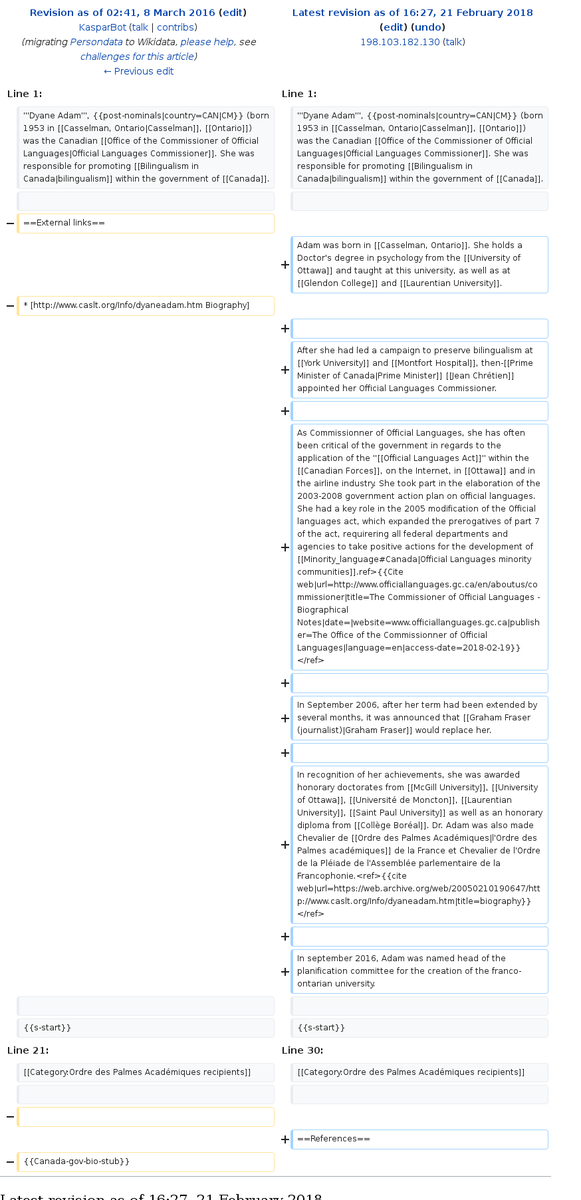 Revision as of 02:41, 8 March 2016 (edit)
KasparBot (talk | contribs)
(migrating Persondata to Wikidata, please help, see
challenges for this article)
← Previous edit
Latest revision as of 16:27, 21 February 2018
(edit) (undo)
198.103.182.130 (talk)
Line 1:
Line 1:
'''Dyane Adam''', {{post-nominals|country=CAN|CM}} (born
1953 in [[Casselman, Ontario|Casselman]], [[Ontario]])
was the Canadian [[Office of the Commissioner of Official
Languages|Official Languages Commissioner]]. She was
responsible for promoting [[Bilingualism in
Canada|bilingualism]] within the government of [[Canada]].
'''Dyane Adam''', {{post-nominals|country=CAN|CM}} (born
1953 in [[Casselman, Ontario|Casselman]], [[Ontario]])
was the Canadian [[Office of the Commissioner of Official
Languages|Official Languages Commissioner]]. She was
responsible for promoting [[Bilingualism in
Canada|bilingualism]] within the government of [[Canada]].
− ==External links==
+ Adam was born in [[Casselman, Ontario]]. She holds a
Doctor's degree in psychology from the [[University of
Ottawa]] and taught at this university, as well as at
[[Glendon College]] and [[Laurentian University]].
− * [http://www.caslt.org/Info/dyaneadam.htm Biography]
+
+ After she had led a campaign to preserve bilingualism at
[[York University]] and [[Montfort Hospital]], then-[[Prime
Minister of Canada|Prime Minister]] [[Jean Chrétien]]
appointed her Official Languages Commissioner.
+
+ As Commissionner of Official Languages, she has often
been critical of the government in regards to the
application of the ''[[Official Languages Act]]'' within the
[[Canadian Forces]], on the Internet, in [[Ottawa]] and in
the airline industry. She took part in the elaboration of the
2003-2008 government action plan on official languages.
She had a key role in the 2005 modification of the Official
languages act, which expanded the prerogatives of part 7
of the act, requirering all federal departments and
agencies to take positive actions for the development of
[[Minority_language#Canada|Official Languages minority
communities]].ref>{{Cite
web|url=http://www.officiallanguages.gc.ca/en/aboutus/co
mmissioner|title=The Commissioner of Official Languages -
Biographical
Notes|date=|website=www.officiallanguages.gc.ca|publish
er=The Office of the Commissionner of Official
Languages|language=en|access-date=2018-02-19}}
</ref>
+
+ In September 2006, after her term had been extended by
several months, it was announced that [[Graham Fraser
(journalist)|Graham Fraser]] would replace her.
+
+ In recognition of her achievements, she was awarded
honorary doctorates from [[McGill University]], [[University
of Ottawa]], [[Université de Moncton]], [[Laurentian
University]], [[Saint Paul University]] as well as an honorary
diploma from [[Collège Boréal]]. Dr. Adam was also made
Chevalier de [[Ordre des Palmes Académiques|l'Ordre des
Palmes académiques]] de la France et Chevalier de l'Ordre
de la Pléiade de l'Assemblée parlementaire de la
Francophonie.<ref>{{cite
web|url=https://web.archive.org/web/20050210190647/htt
p://www.caslt.org/Info/dyaneadam.htm|title=biography}}
</ref>
+
+ In september 2016, Adam was named head of the
planification committee for the creation of the franco-
ontarian university.
{{s-start}}
{{s-start}}
Line 21:
Line 30:
[[Category:Ordre des Palmes Académiques recipients]]
[[Category:Ordre des Palmes Académiques recipients]]
−
+ ==References==
− {{Canada-gov-bio-stub}}
Latest revision as of 16:27, 21 February 2018